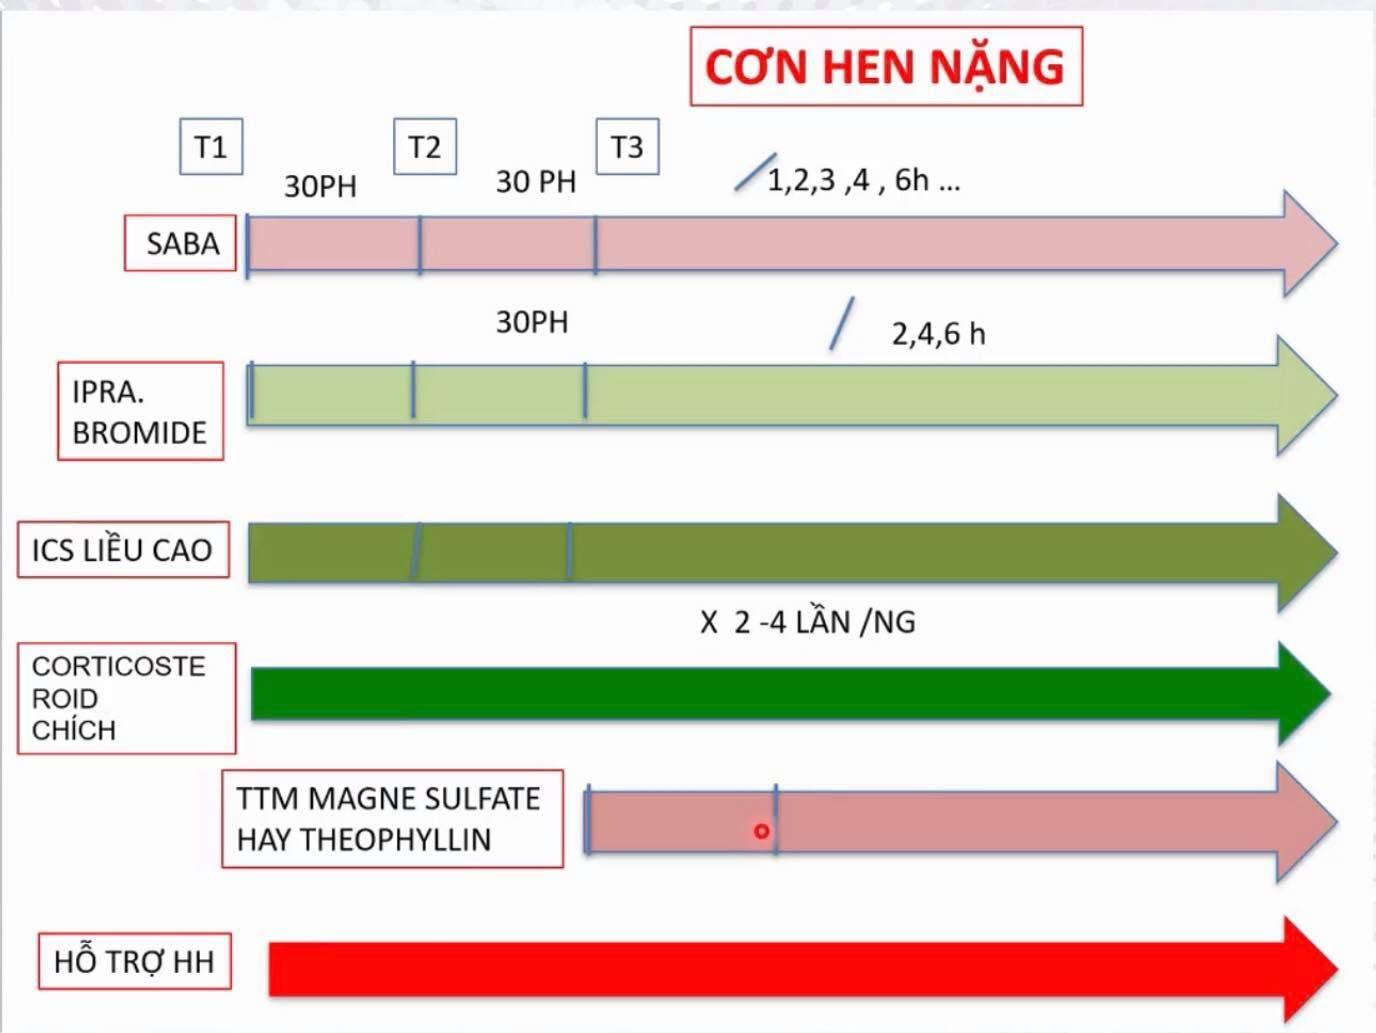 CƠN HEN NẶNG
T1
T2
T3
30PH
30 PH
1,2,3 ,4 , 6h ...
SABA
30PH
2,4,6 h
IPRA.
BROMIDE
ICS LIỀU CAO
X 2 -4 LẦN /NG
CORTICOSTE
ROID
CHÍCH
TTM MAGNE SULFATE
HAY THEOPHYLLIN
HỖ TRỢ HH